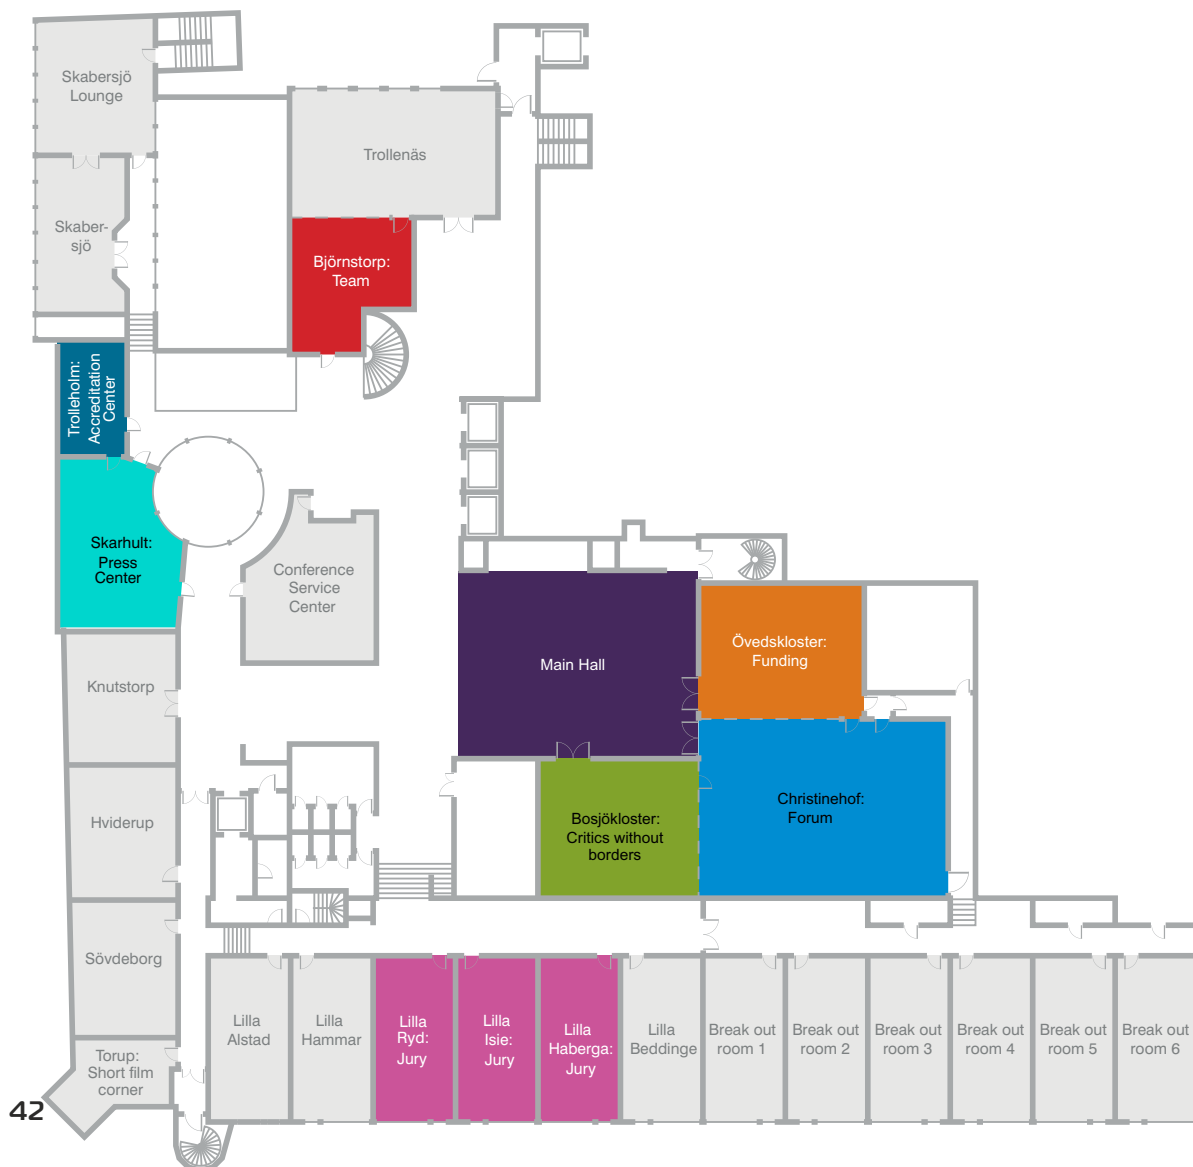 Skabersjö
Lounge
Trollenäs
Skaber-
sjö
Björnstorp:
Team
Trolleholm:
Accreditation
Center
Skarhult:
Press
Center
Conference
Service
Center
Main Hall
Övedskloster:
Funding
Knutstorp
Hviderup
Bosjökloster:
Critics without
borders
Christinehof:
Forum
Sövdeborg
Torup:
Short film
corner
Lilla
Alstad
Lilla
Hammar
Lilla
Ryd:
Jury
Lilla
Isie:
Jury
Lilla
Haberga:
Jury
Lilla
Beddinge
Break out
room 1
Break out
room 2
Break out
room 3
Break out
room 4
Break out
room 5
Break out
room 6
42